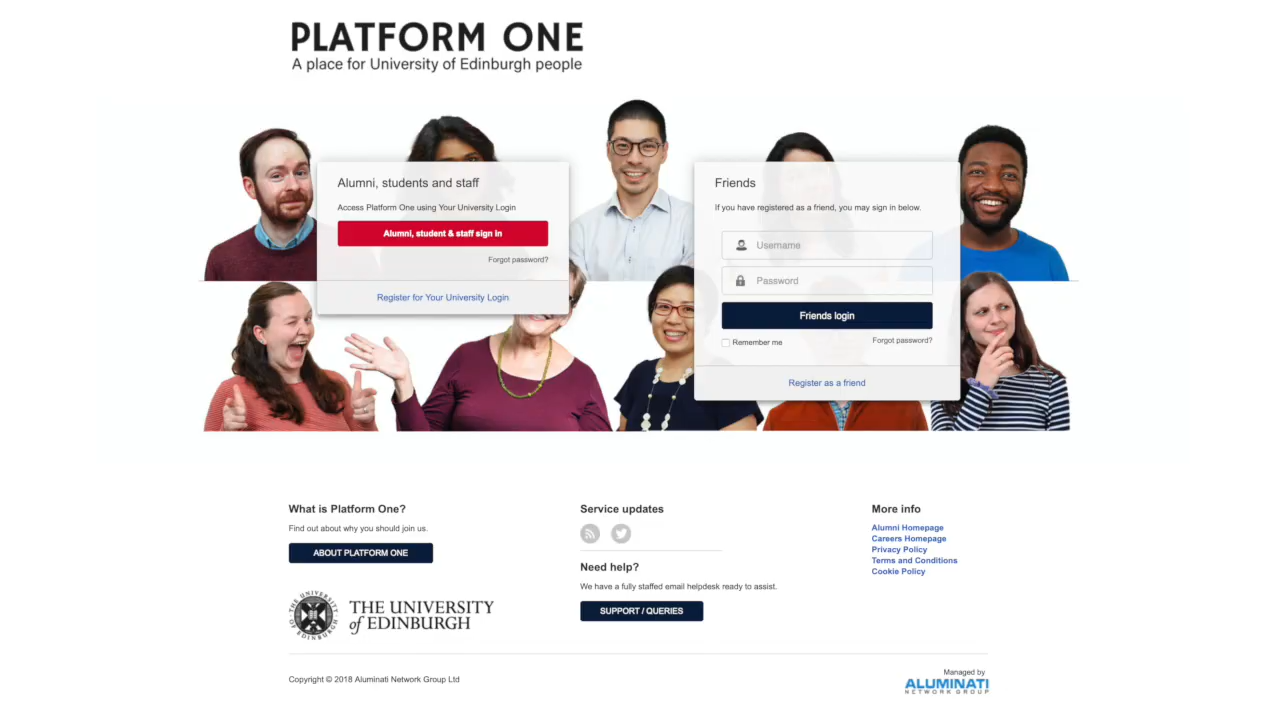 PLATFORM ONE
A place for University of Edinburgh people
Alumni, students and staff
Access Platform One using Your University Login
Alumni, student & staff sign in
Forgot password?
Register for Your University Login
Friends
If you have registered as a friend, you may sign in below.
Username
Password
Friends login
Remember me
Forgot password?
Register as a friend
What is Platform One?
Find out about why you should join us.
ABOUT PLATFORM ONE
THE UNIVERSITY
of EDINBURGH
Service updates
Need help?
We have a fully staffed email helpdesk ready to assist.
SUPPORT / QUERIES
More info
Alumni Homepage
Careers Homepage
Privacy Policy
Terms and Conditions
Cookie Policy
Copyright © 2018 Aluminati Network Group Ltd
Managed by
ALUMINATI
NETWORK GROUP